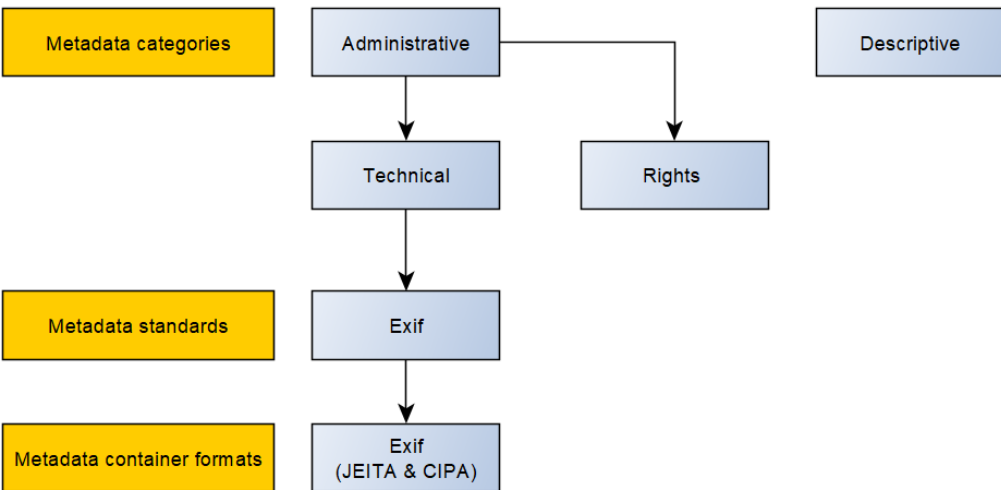 Metadata categories
Administrative
Descriptive
Technical
Rights
Metadata standards
Exif
Metadata container formats
Exif
(JEITA & CIPA)